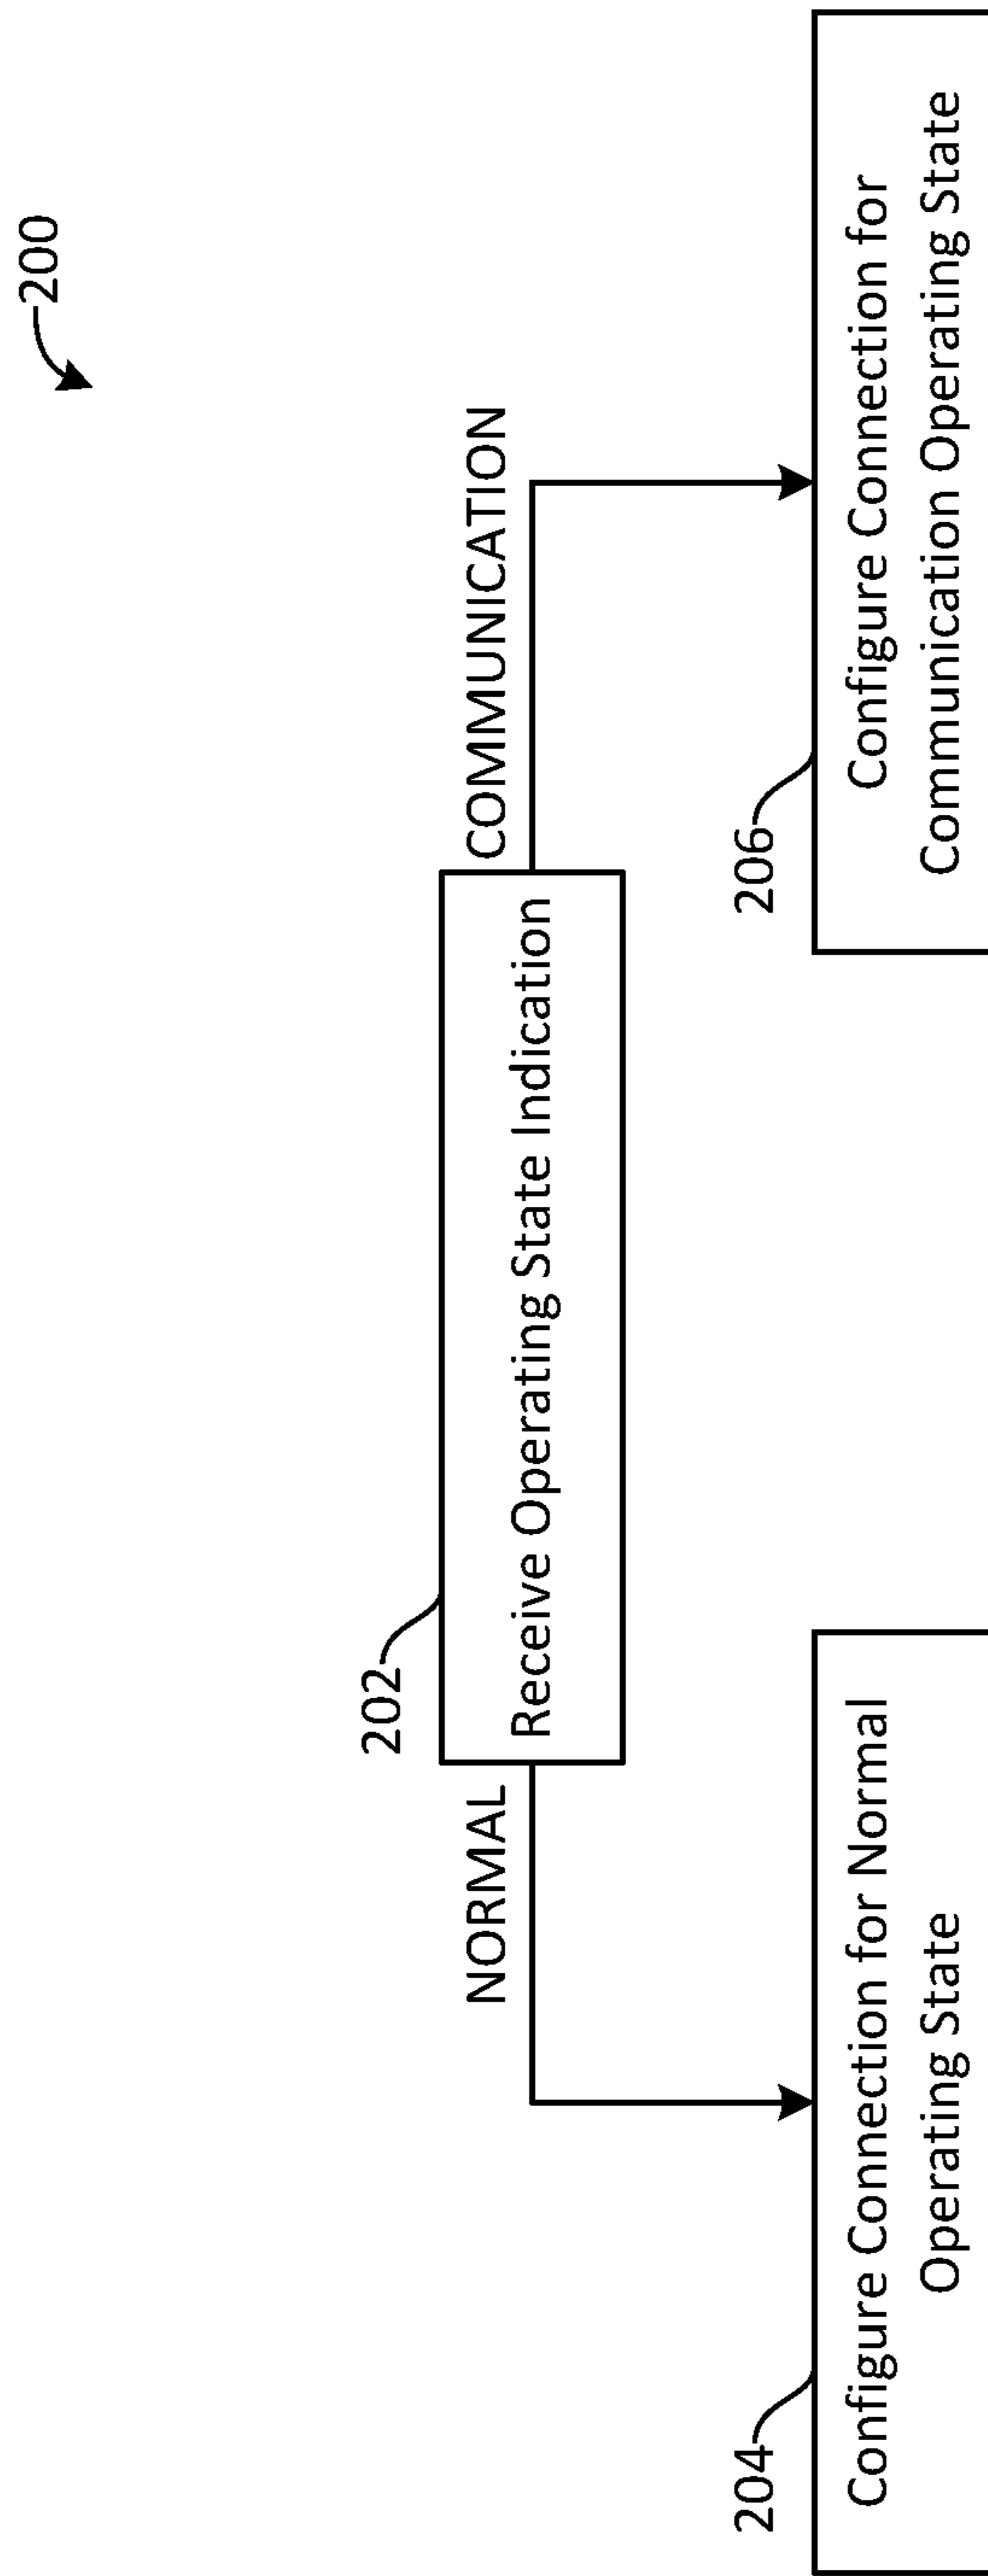 200
202
Receive Operating State Indication
NORMAL
COMMUNICATION
204
Configure Connection for Normal
Operating State
206
Configure Connection for
Communication Operating State